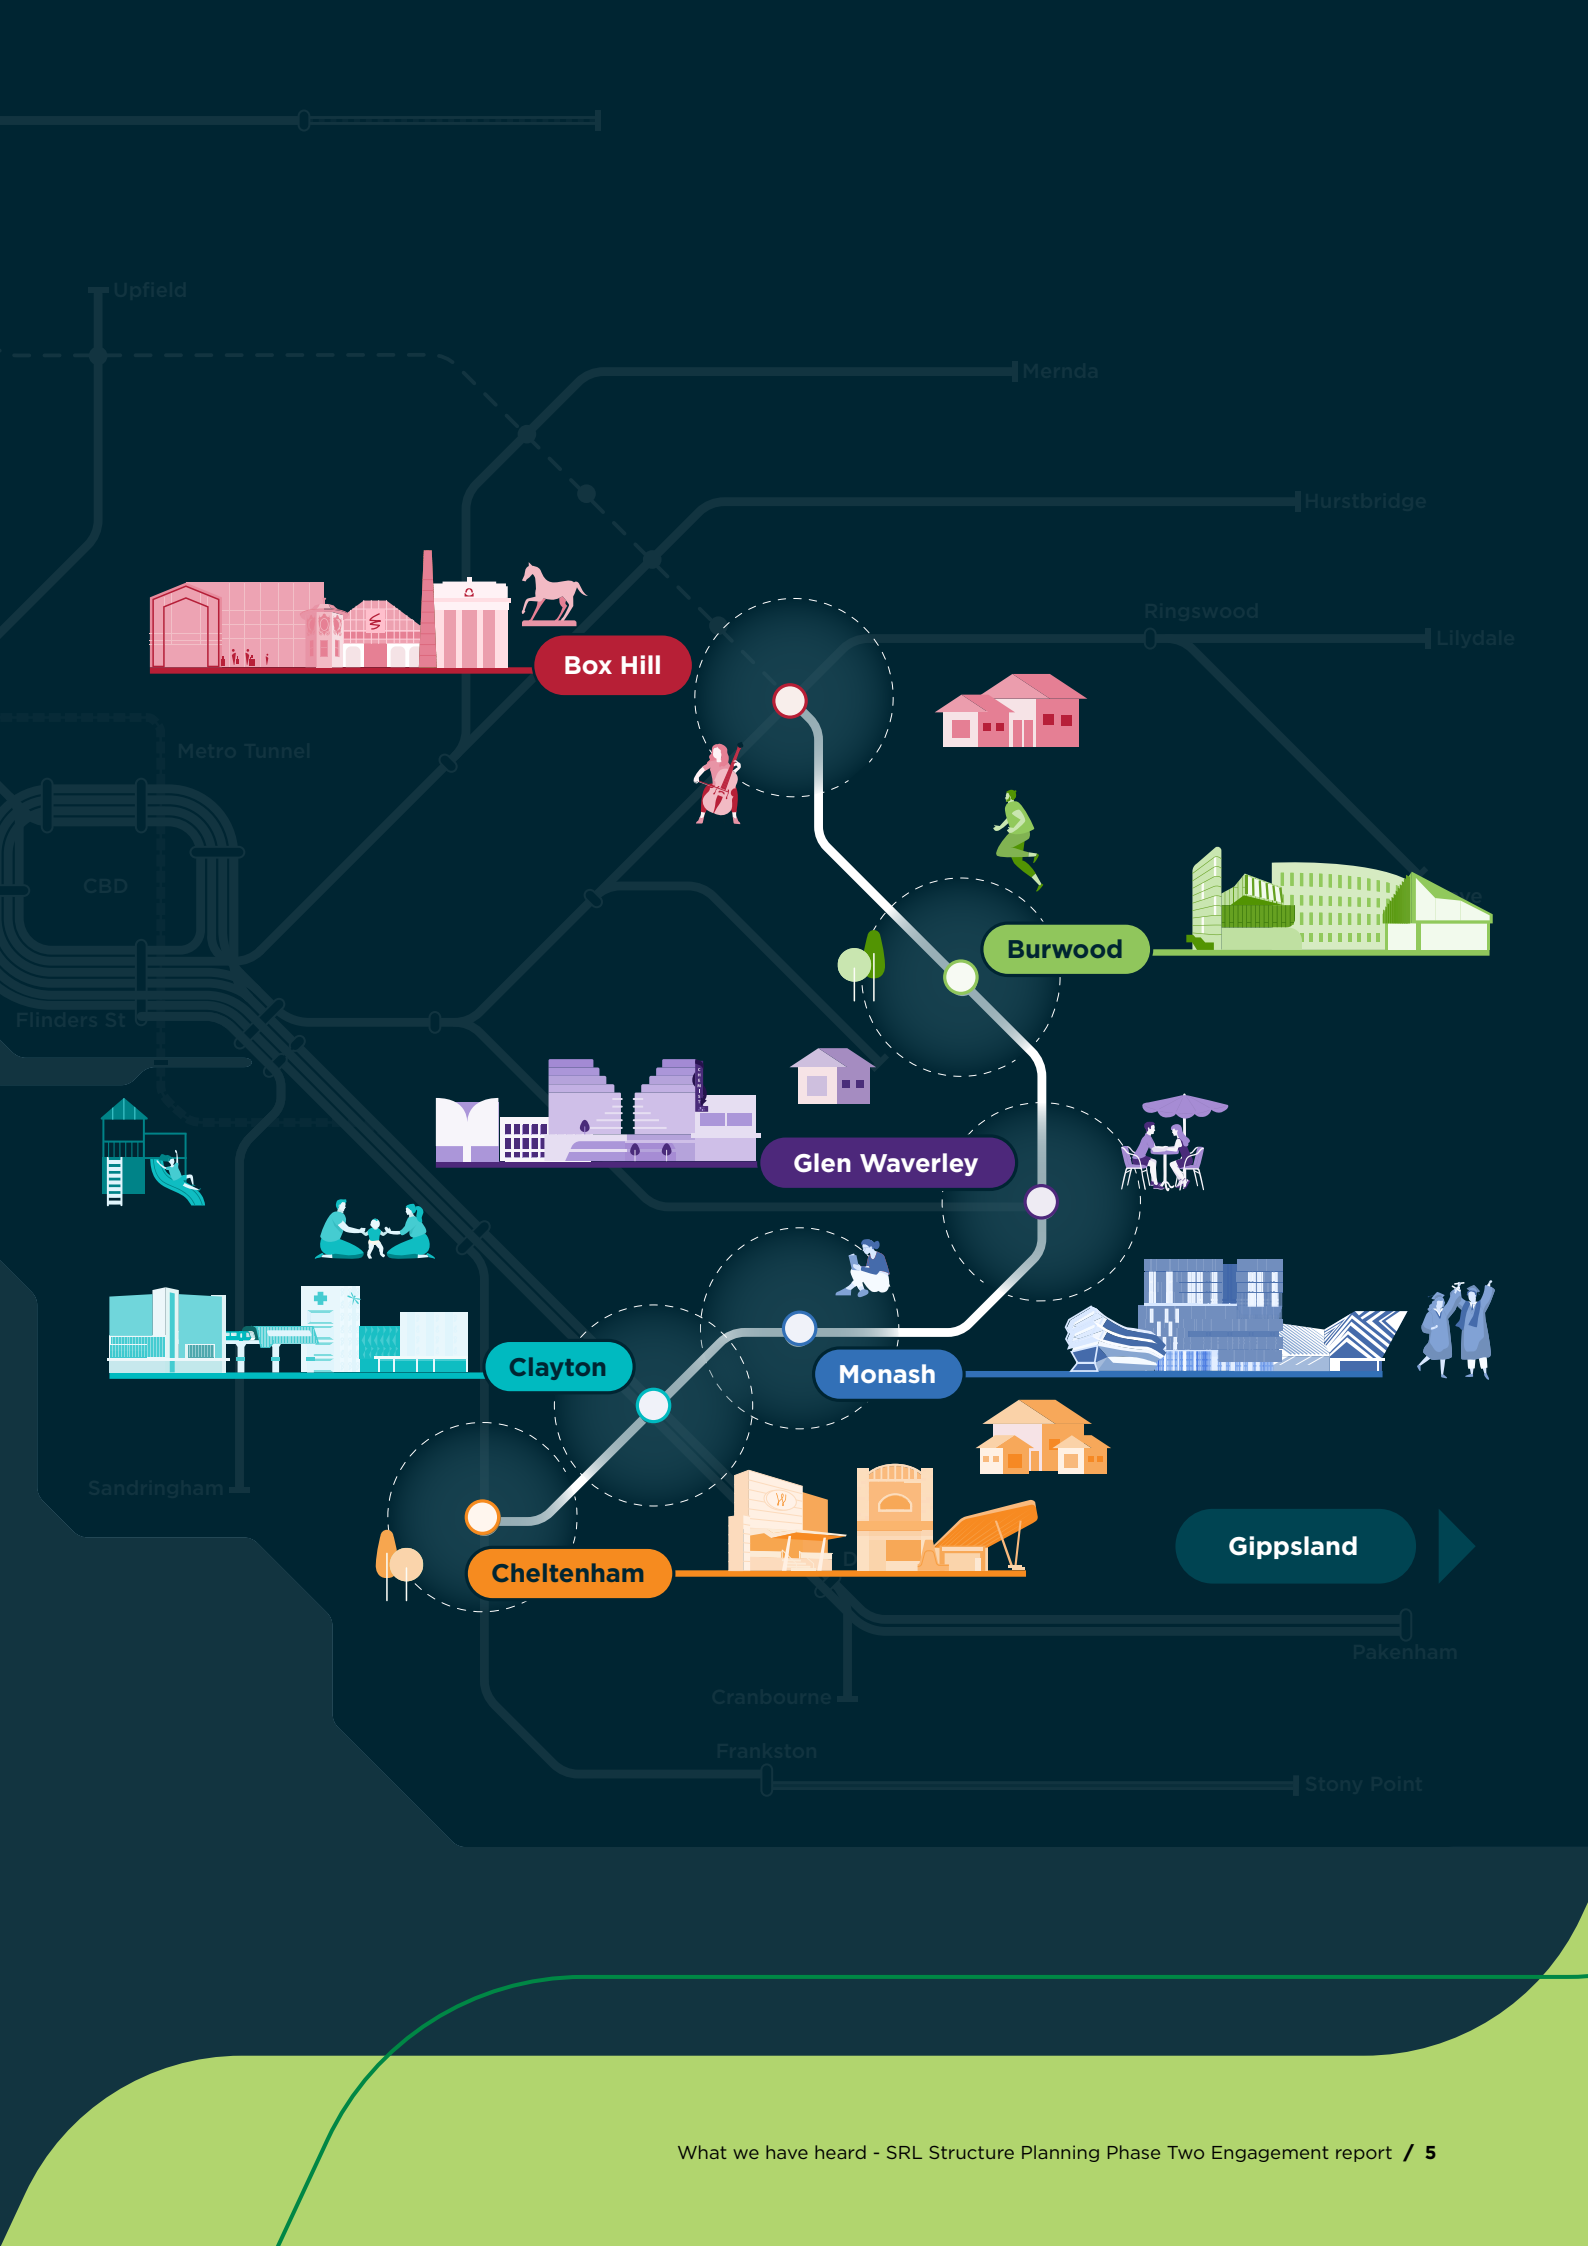 Upfield
Mernda
Hurstbridge
Ringswood
Lilydale
Box Hill
Metro Tunnel
CBD
Burwood
Flinders St
Glen Waverley
Clayton
Monash
Sandringham
Cheltenham
Gippsland
Pakenham
Cranbourne
Frankston
Stony Point
What we have heard - SRL Structure Planning Phase Two Engagement report / 5